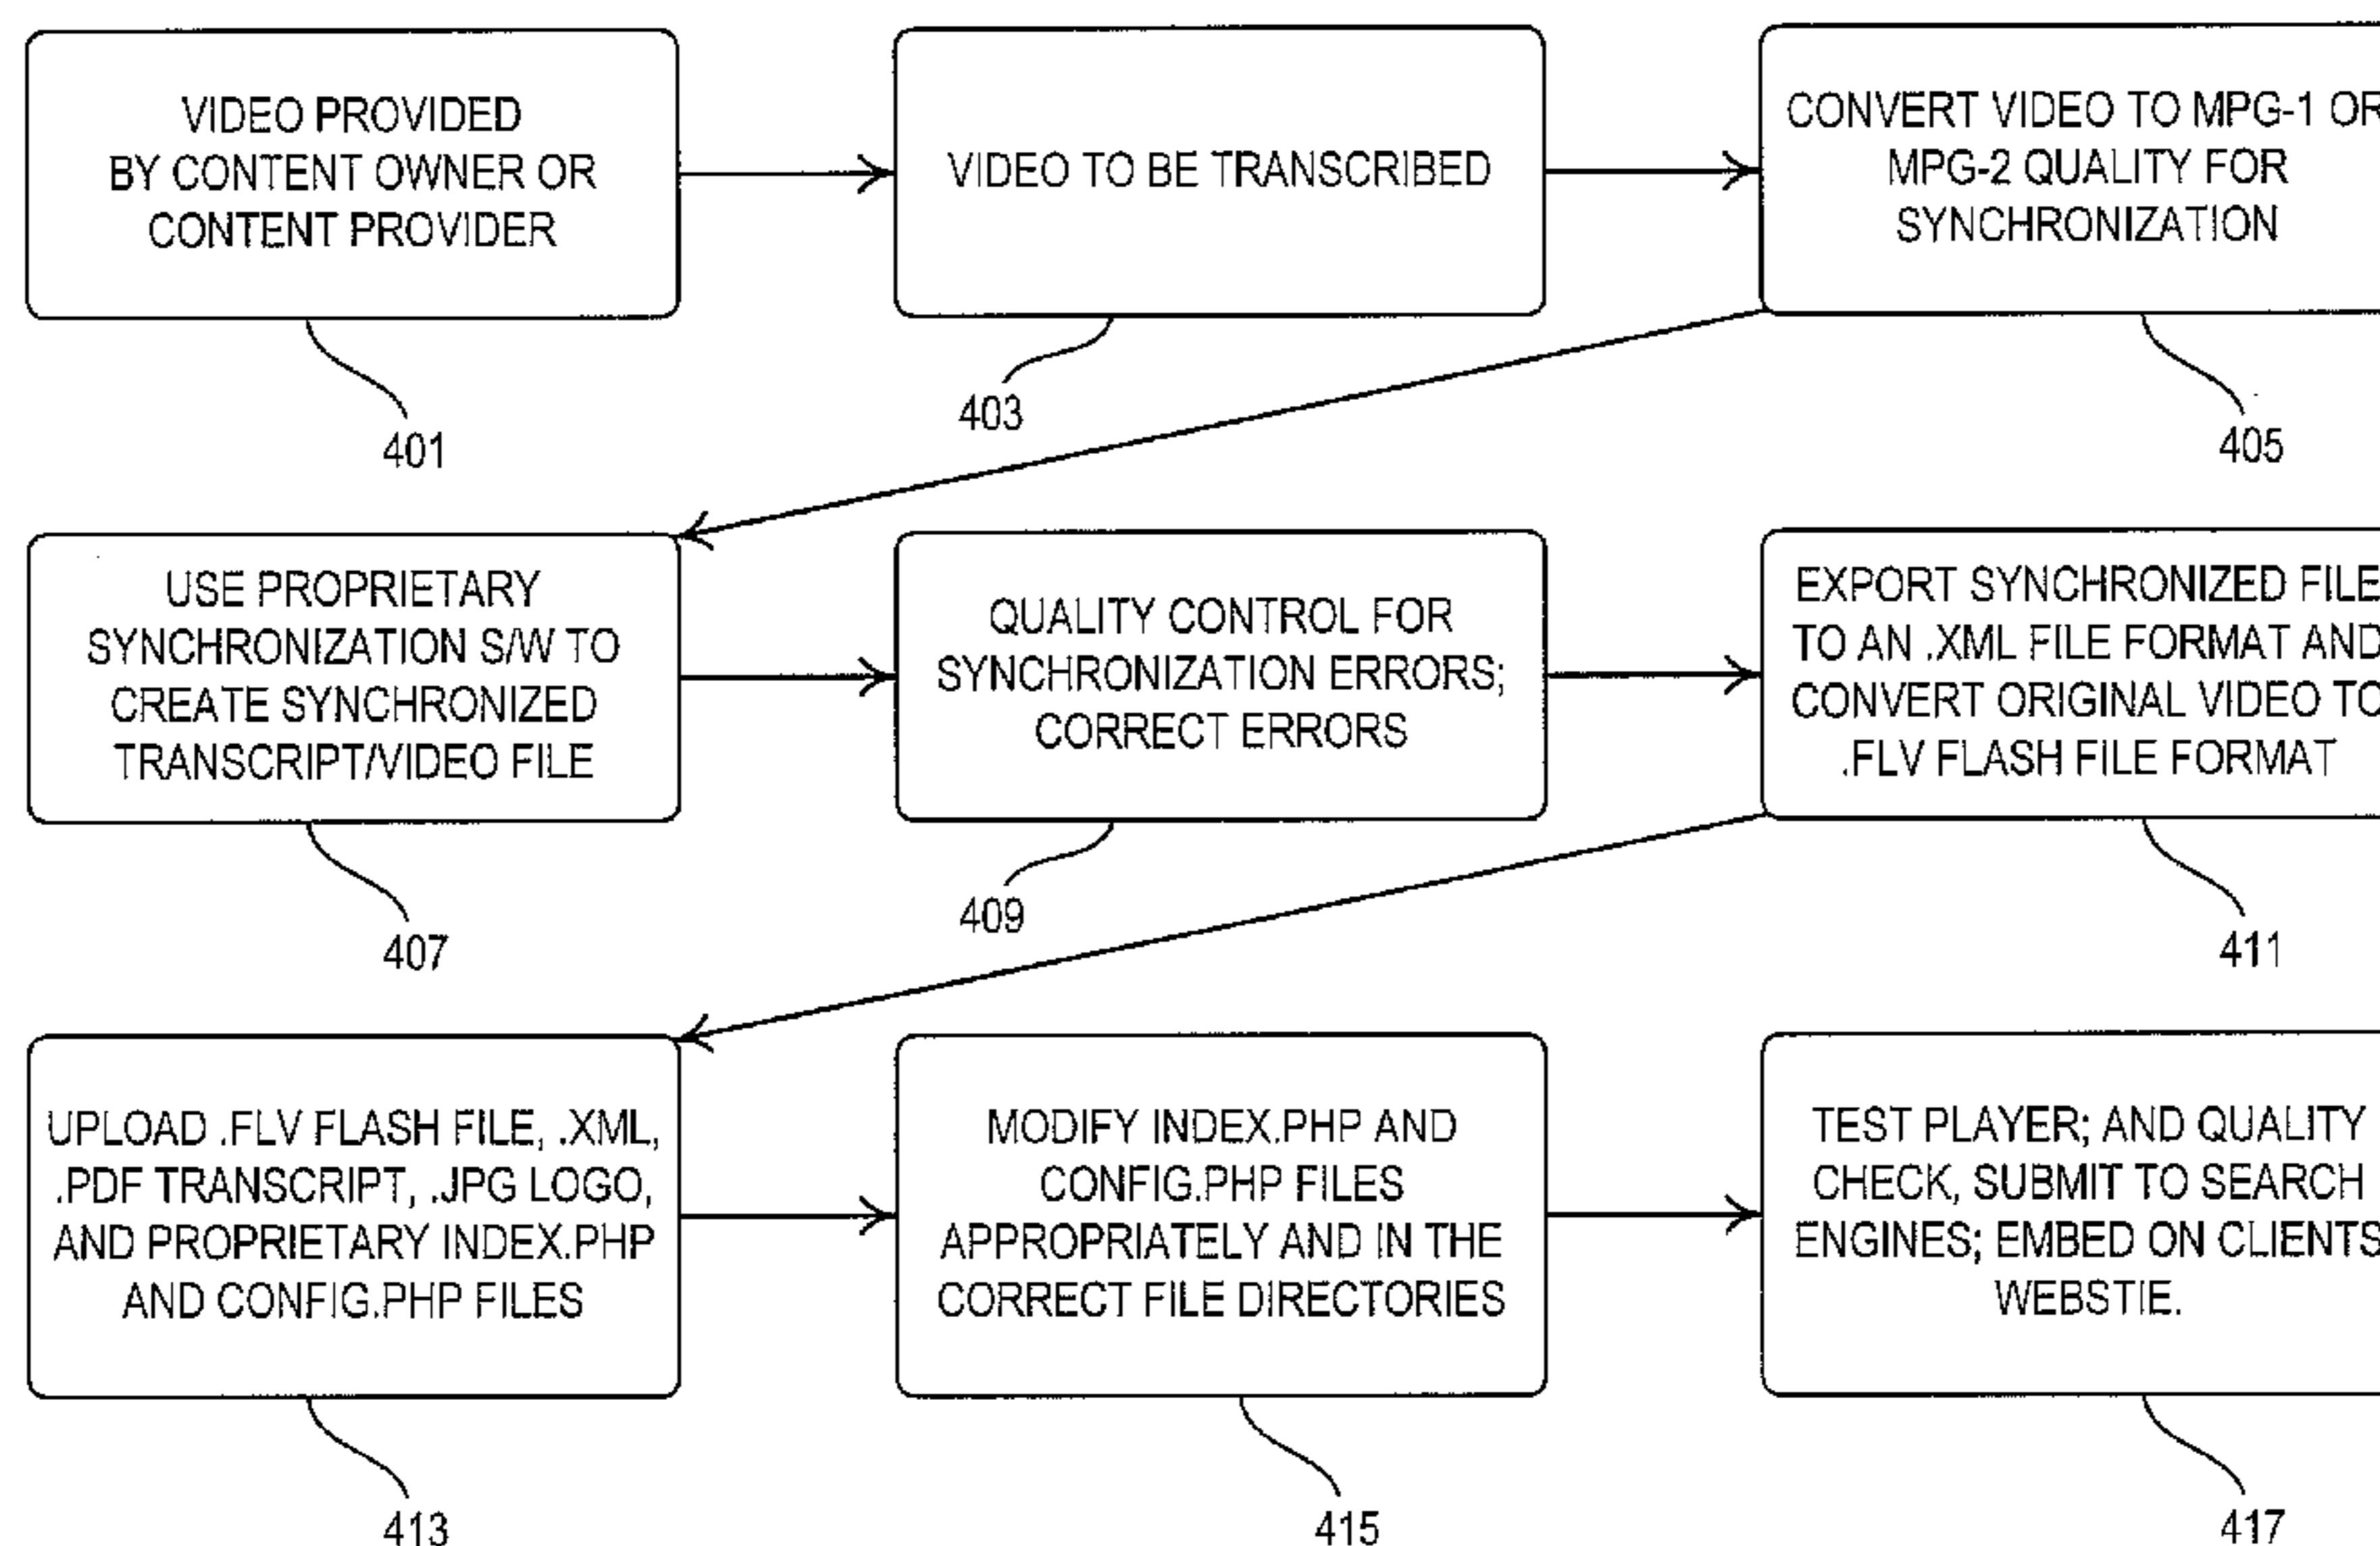 VIDEO PROVIDED
BY CONTENT OWNER OR
CONTENT PROVIDER
401
VIDEO TO BE TRANSCRIBED
403
CONVERT VIDEO TO MPG-1 OR
MPG-2 QUALITY FOR
SYNCHRONIZATION
405
USE PROPRIETARY
SYNCHRONIZATION S/W TO
CREATE SYNCHRONIZED
TRANSCRIPT/VIDEO FILE
407
QUALITY CONTROL FOR
SYNCHRONIZATION ERRORS;
CORRECT ERRORS
409
EXPORT SYNCHRONIZED FILE
TO AN .XML FILE FORMAT AND
CONVERT ORIGINAL VIDEO TO
.FLV FLASH FILE FORMAT
411
UPLOAD .FLV FLASH FILE, .XML,
.PDF TRANSCRIPT, .JPG LOGO,
AND PROPRIETARY INDEX.PHP
AND CONFIG.PHP FILES
413
MODIFY INDEX.PHP AND
CONFIG.PHP FILES
APPROPRIATELY AND IN THE
CORRECT FILE DIRECTORIES
415
TEST PLAYER; AND QUALITY
CHECK, SUBMIT TO SEARCH
ENGINES; EMBED ON CLIENTS
WEBSTIE.
417